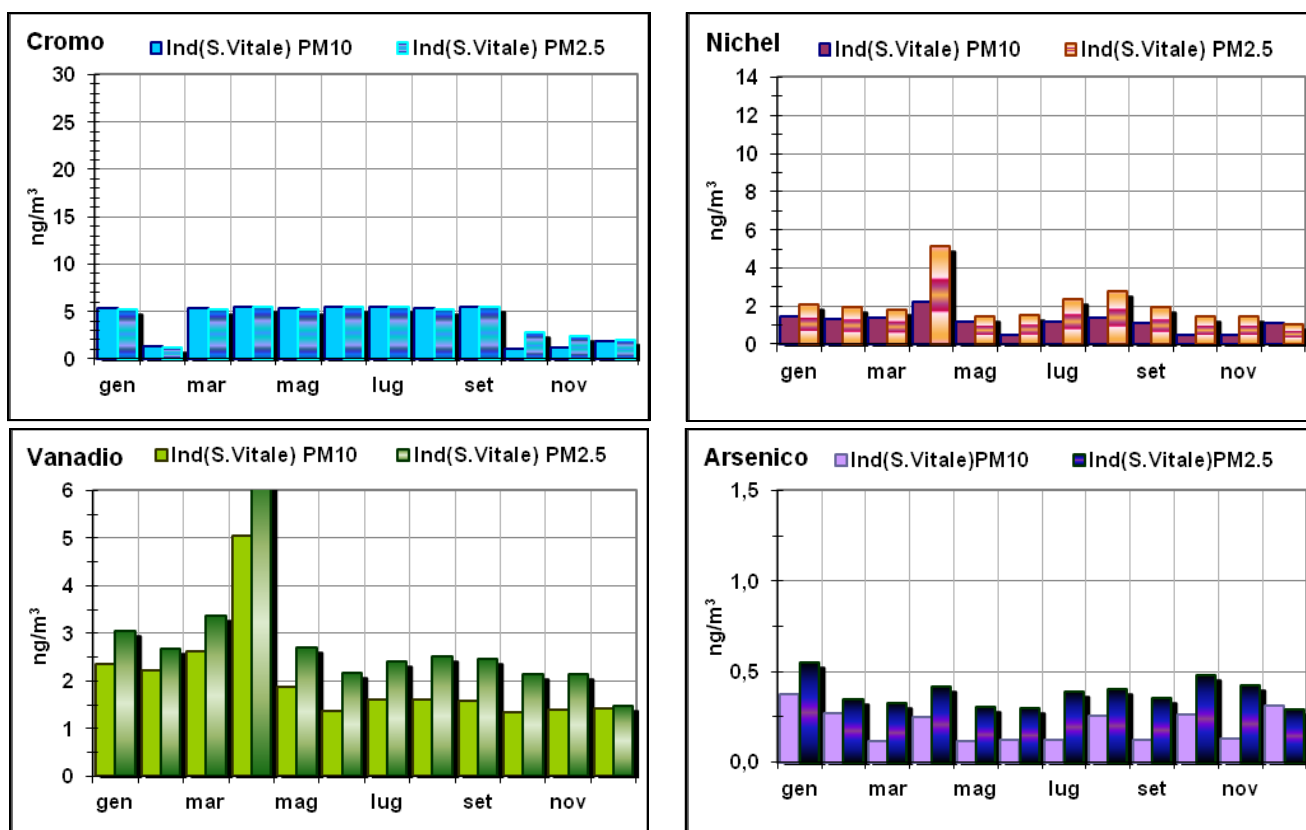 Cromo
Ind(S.Vitale) PM10 Ind(S.Vitale) PM2.5
30
25
20
15
10
5
0
ng/m³
gen mar mag lug set nov
Nichel
Ind(S.Vitale) PM10 Ind(S.Vitale) PM2.5
14
12
10
8
6
4
2
0
ng/m³
gen mar mag lug set nov
Vanadio
Ind(S.Vitale) PM10 Ind(S.Vitale) PM2.5
6
5
4
3
2
1
0
ng/m³
gen mar mag lug set nov
Arsenico
Ind(S.Vitale)PM10 Ind(S.Vitale)PM2.5
1,5
1,0
0,5
0,0
ng/m³
gen mar mag lug set nov